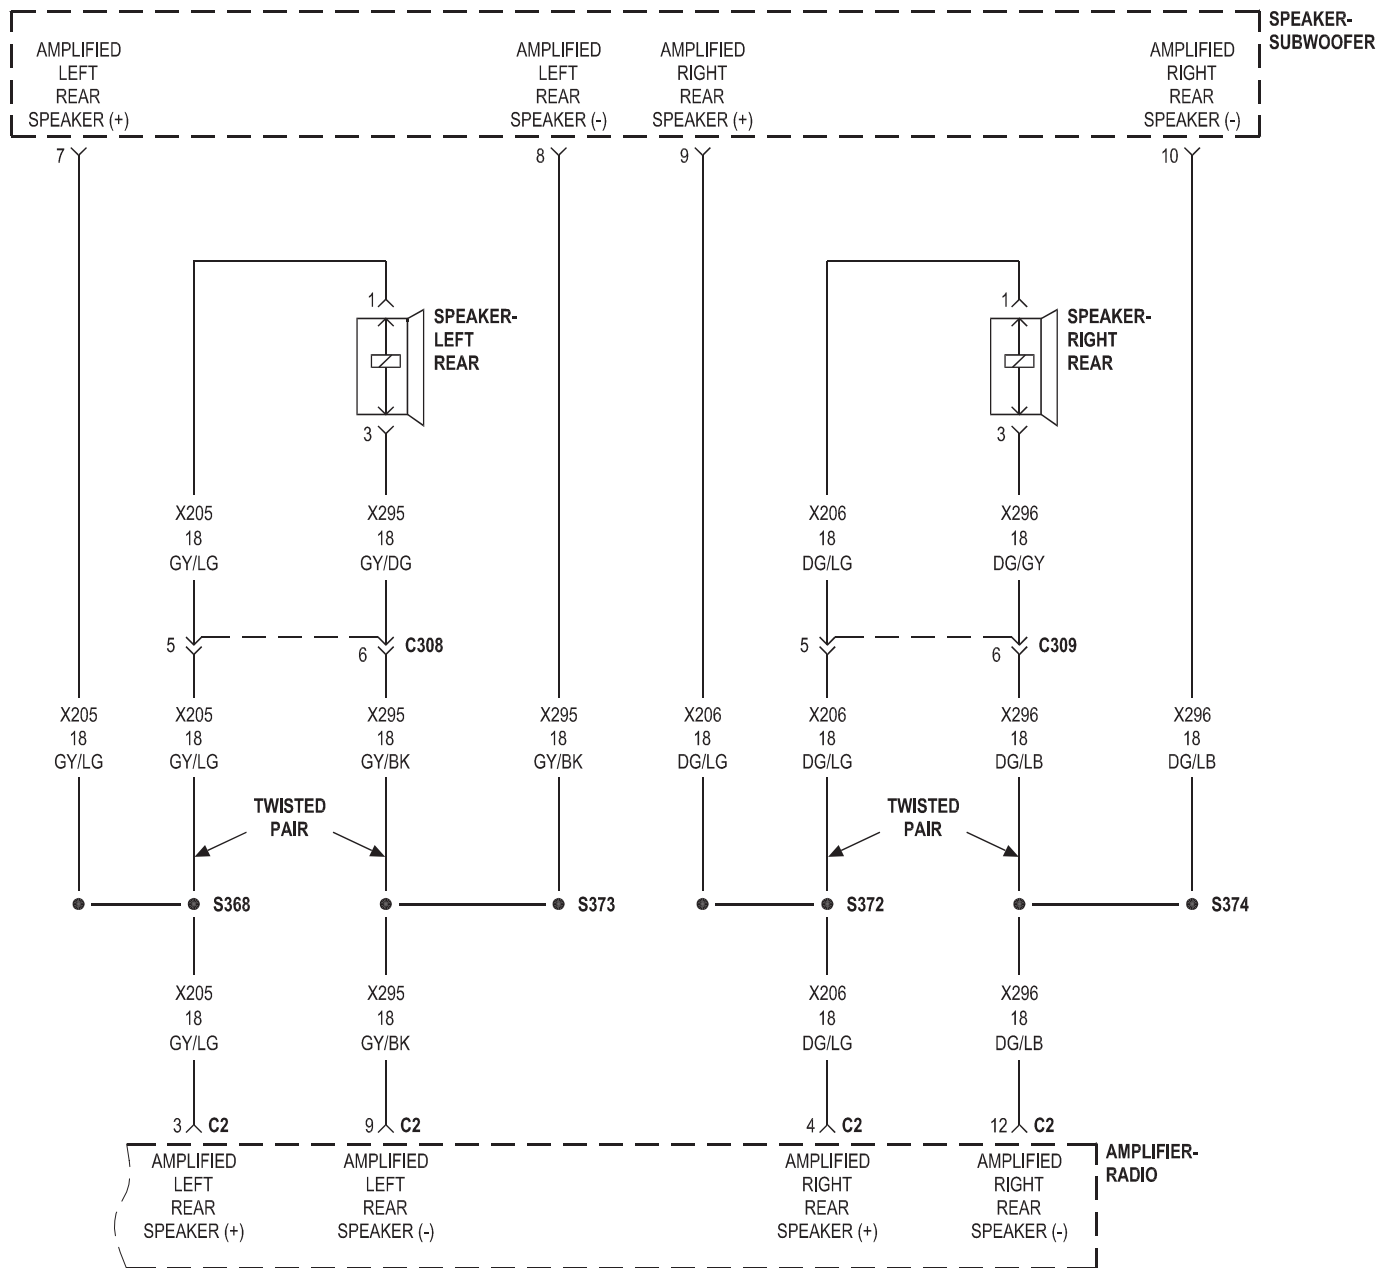 SPEAKER-
SUBWOOFER
AMPLIFIED
LEFT
REAR
SPEAKER (+)
AMPLIFIED
LEFT
REAR
SPEAKER (-)
AMPLIFIED
RIGHT
REAR
SPEAKER (+)
AMPLIFIED
RIGHT
REAR
SPEAKER (-)
7
8
9
10
1
SPEAKER-
LEFT
REAR
3
1
SPEAKER-
RIGHT
REAR
3
X205
18
GY/LG
X295
18
GY/DG
X206
18
DG/LG
X296
18
DG/GY
5
6
C308
5
6
C309
X205
18
GY/LG
X205
18
GY/LG
X295
18
GY/BK
X295
18
GY/BK
X206
18
DG/LG
X206
18
DG/LG
X296
18
DG/LB
X296
18
DG/LB
TWISTED
PAIR
TWISTED
PAIR
S368
S373
S372
S374
X205
18
GY/LG
X295
18
GY/BK
X206
18
DG/LG
X296
18
DG/LB
3 C2
9 C2
4 C2
12 C2
AMPLIFIER-
RADIO
AMPLIFIED
LEFT
REAR
SPEAKER (+)
AMPLIFIED
LEFT
REAR
SPEAKER (-)
AMPLIFIED
RIGHT
REAR
SPEAKER (+)
AMPLIFIED
RIGHT
REAR
SPEAKER (-)